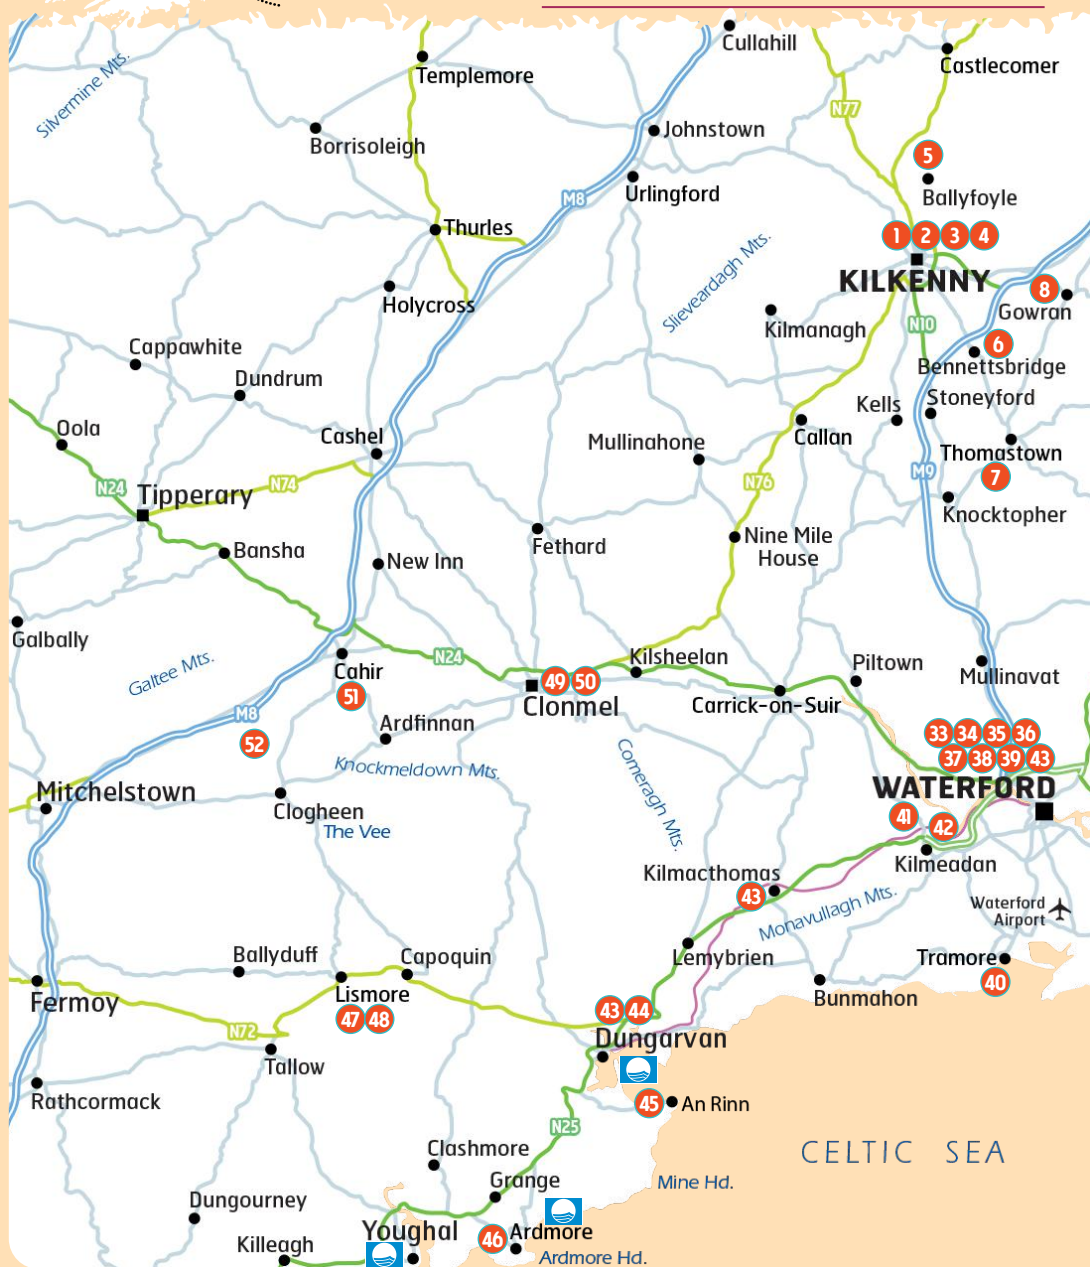 Cullahill
Castlecomer
Templemore
Silvermine Mts.
N77
Johnstown
Borrisoleigh
5
Urlingford
M8
Ballyfoyle
Thurles
1 2 3 4
Slieveardagh Mts.
KILKENNY
8
Holycross
Gowran
Kilmanagh
N10
6
Cappawhite
Bennettsbridge
Dundrum
Stoneyford
Kells
Oola
Cashel
Callan
Mullinahone
Thomastown
M9
7
N24
N74
N76
Tipperary
Knocktopher
Nine Mile
House
Fethard
Bansha
New Inn
Galbally
N24
Kilsheelan
Piltown
Cahir
Galtee Mts.
Mullinavat
49 50
51
Clonmel
Carrick-on-Suir
M8
Ardfinnan
33 34 35 36
52
37 38 39 43
Comeragh Mts.
Knockmeldown Mts.
WATERFORD
Mitchelstown
Clogheen
The Vee
41
42
Kilmeadan
Kilmacthomas
43
Monavullagh Mts.
Waterford
Airport
Ballyduff
Capoquin
Lemybrien
Tramore
40
Lismore
Bunmahon
Fermoy
47 48
43 44
N72
Dungarvan
Tallow
Rathcormack
45
An Rinn
N25
Clashmore
CELTIC SEA
Grange
Mine Hd.
Dungourney
Youghal
46
Ardmore
Killeagh
Ardmore Hd.